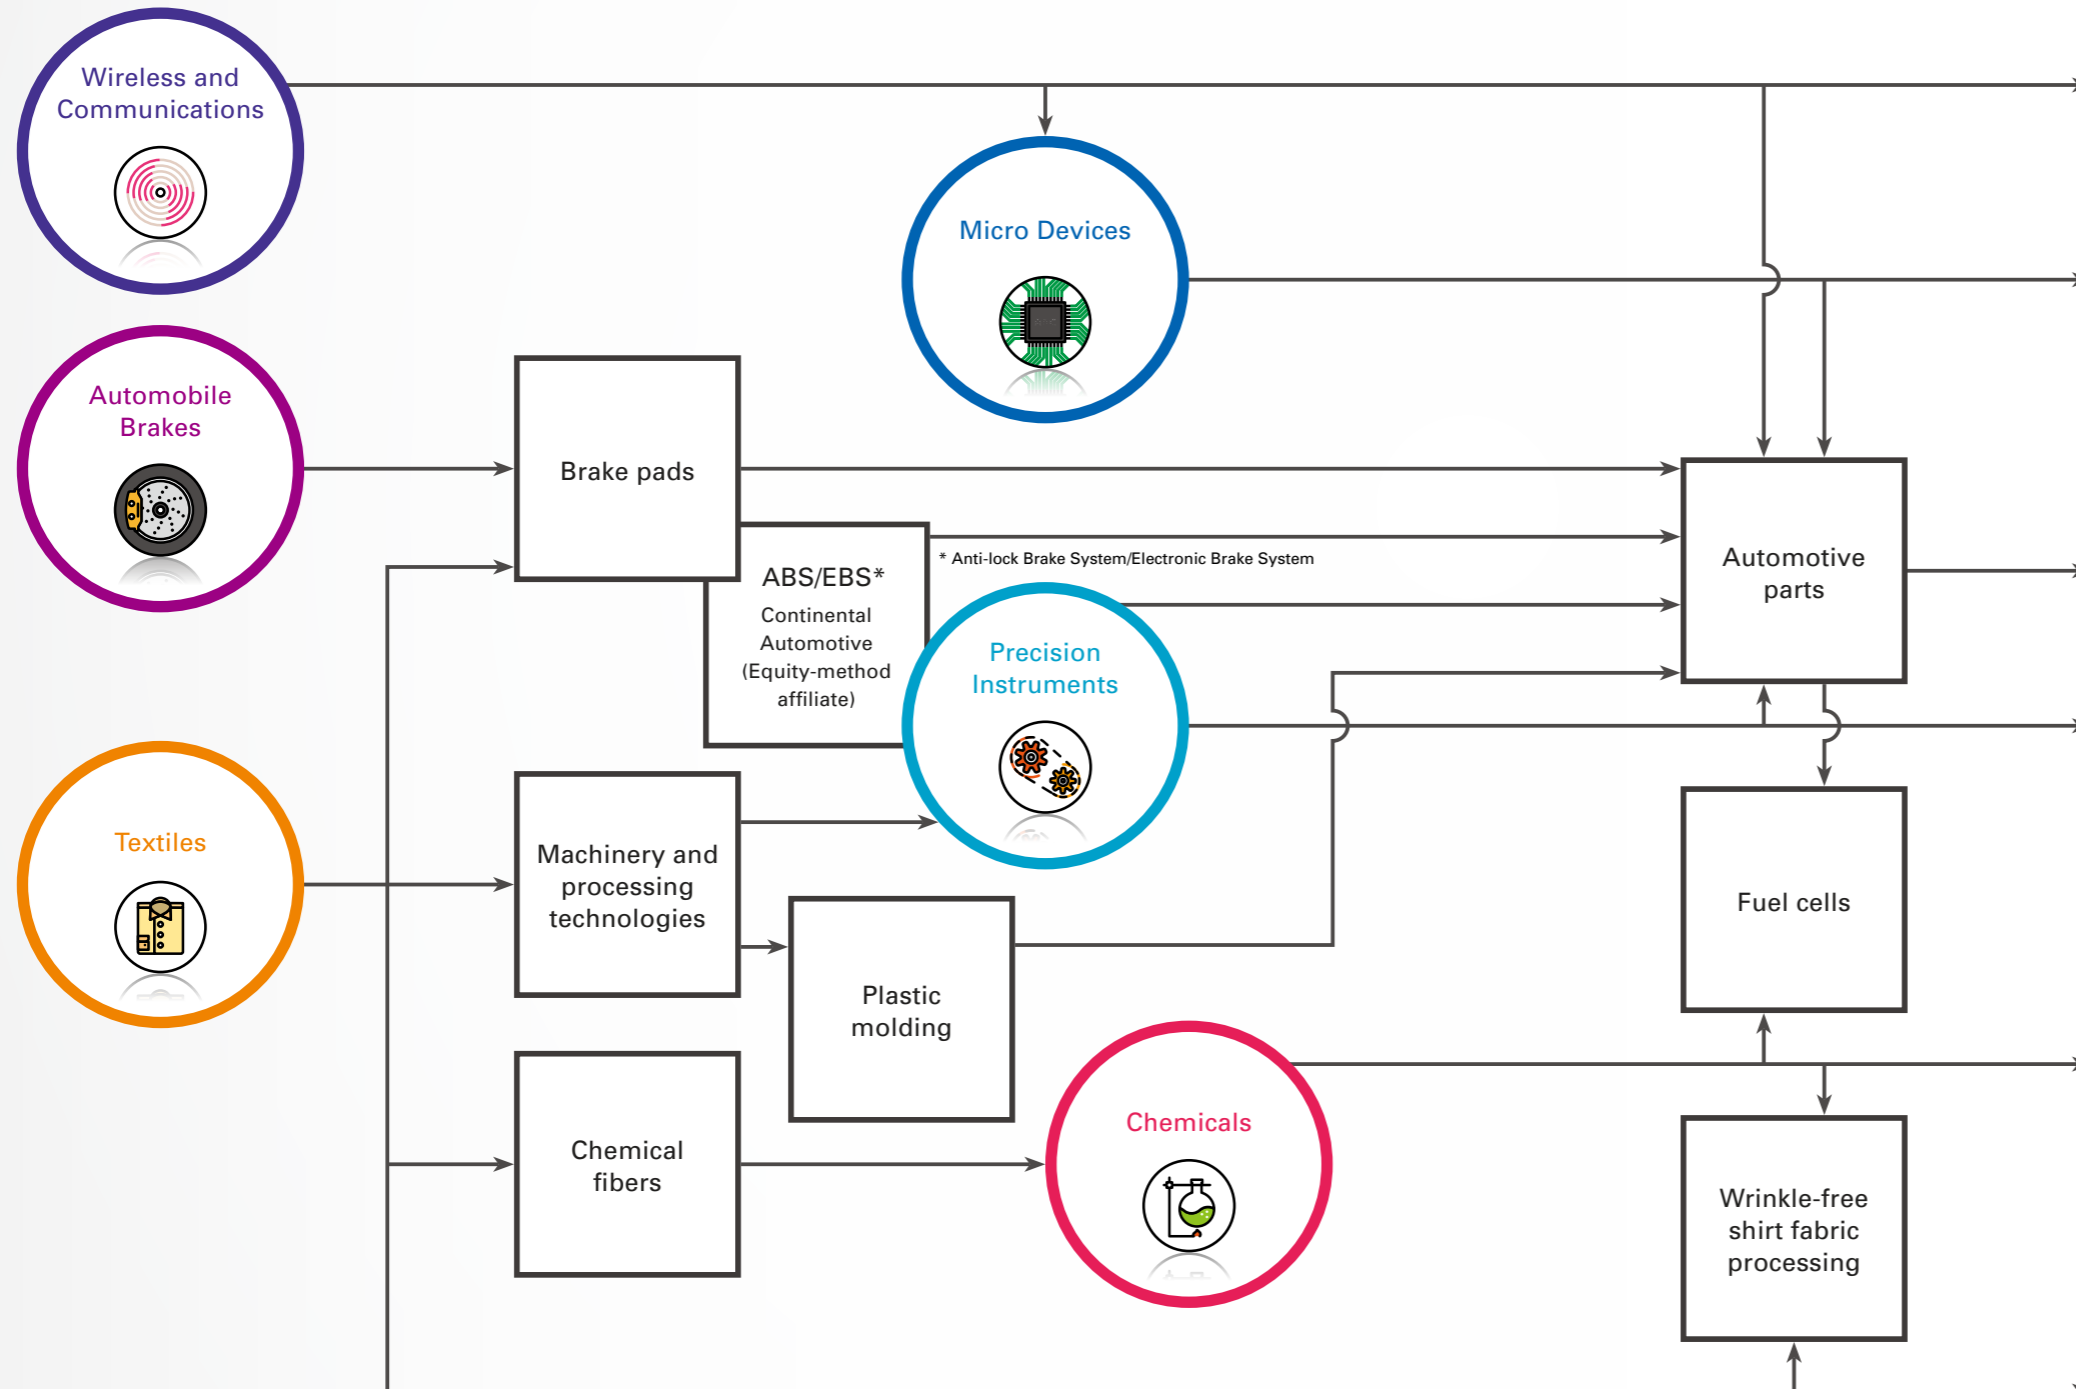 Wireless and
Communications
Micro Devices
Automobile
Brakes
Brake pads
ABS/EBS*
Continental
Automotive
(Equity-method
affiliate)
* Anti-lock Brake System/Electronic Brake System
Automotive
parts
Precision
Instruments
Textiles
Machinery and
processing
technologies
Fuel cells
Plastic
molding
Chemical
fibers
Chemicals
Wrinkle-free
shirt fabric
processing